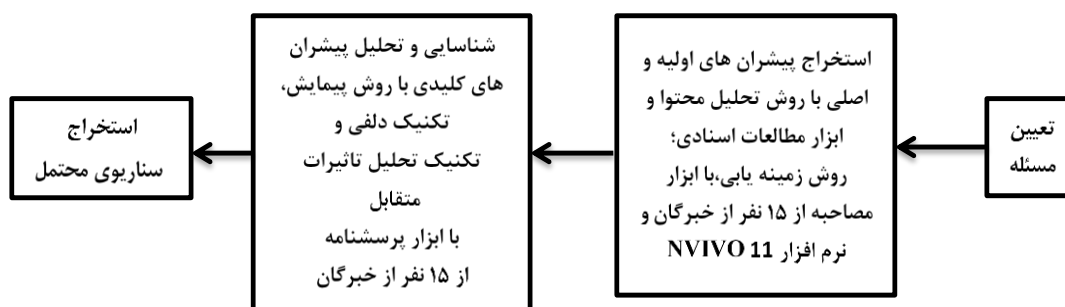 تعیین
مسئله
استخراج پیشران های اولیه و
اصلی با روش تحلیل محتوا و
ابزار مطالعات اسنادی؛
روش زمینه یابی،با ابزار
مصاحبه از ۱۵ نفر از خبرگان و
نرم افزار NVIVO 11
شناسایی و تحلیل پیشران
های کلیدی با روش پیمایش،
تکنیک دلفی و
تکنیک تحلیل تاثیرات
متقابل
با ابزار پرسشنامه
از ۱۵ نفر از خبرگان
استخراج
سناریوی محتمل